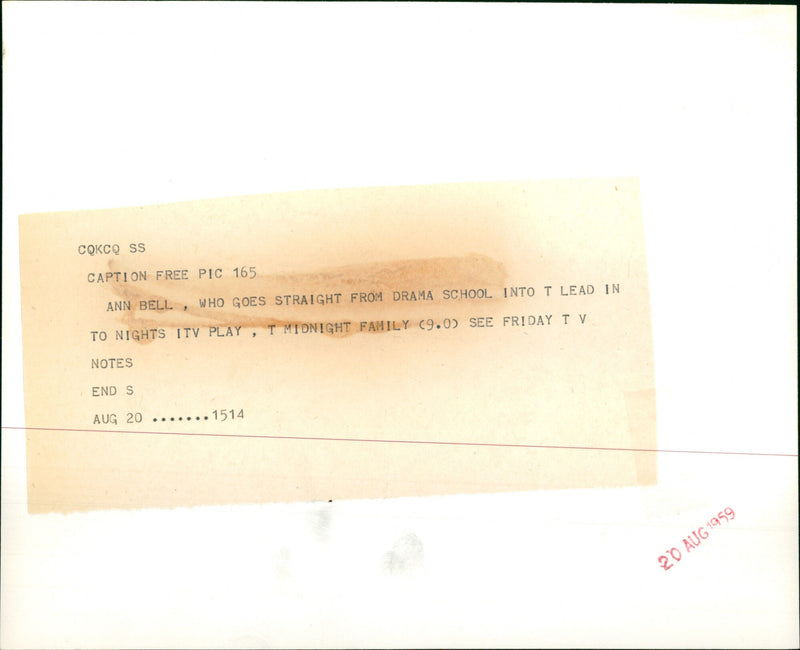 CQKCQ SS
CAPTION FREE PIC 165
ANN BELL , WHO GOES STRAIGHT FROM DRAMA SCHOOL INTO T LEAD IN
TO NIGHTS ITV PLAY , T MIDNIGHT FAMILY (9.0) SEE FRIDAY T V
NOTES
END S
AUG 20 .......1514
20 AUG 1959